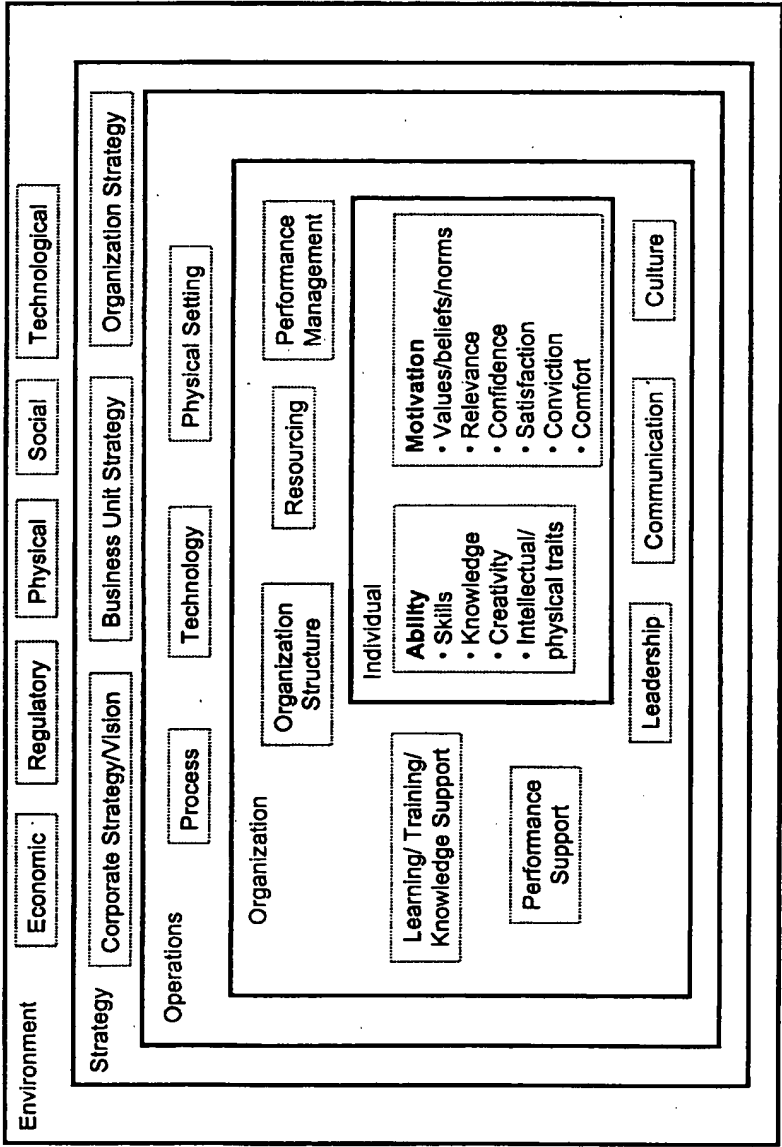 Environment
Economic
Regulatory
Physical
Social
Technological
Strategy
Corporate Strategy/Vision
Business Unit Strategy
Organization Strategy
Operations
Process
Technology
Physical Setting
Organization
Organization
Structure
Resourcing
Performance
Management
Learning/ Training/
Knowledge Support
Performance
Support
Individual
Ability
• Skills
• Knowledge
• Creativity
• Intellectual/
physical traits
Motivation
• Values/beliefs/norms
• Relevance
• Confidence
• Satisfaction
• Conviction
• Comfort
Leadership
Communication
Culture